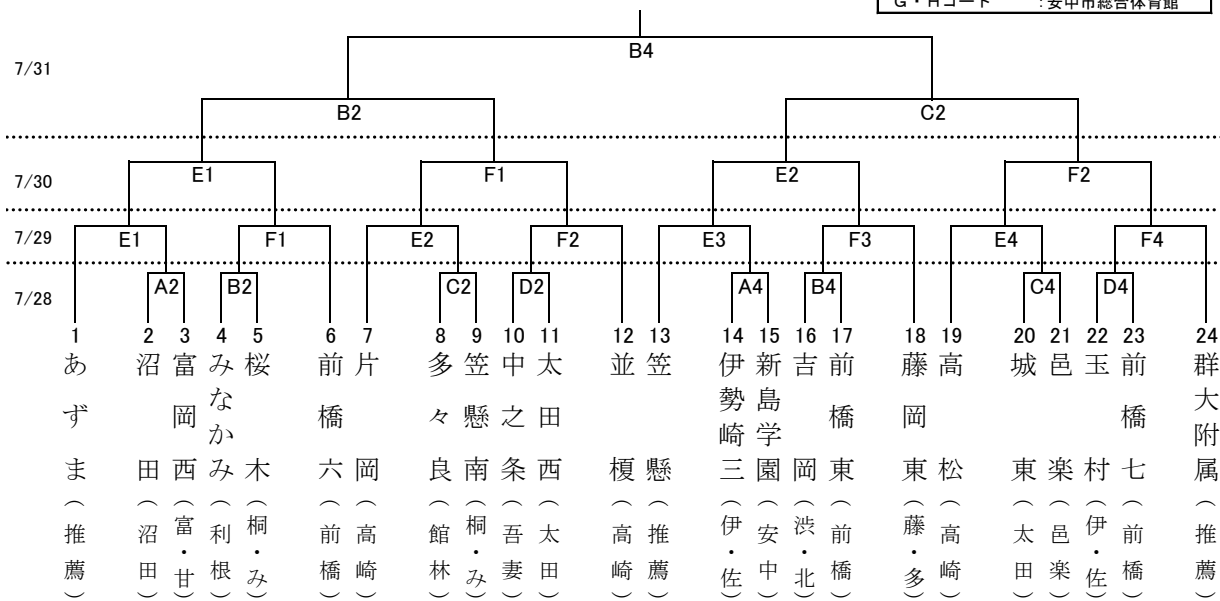 G・Hコート :安中市総合体育館
B4
7/31
B2 C2
7/30 E1 F1 E2 F2
7/29 E1 F1 E2 F2 E3 F3 E4 F4
7/28 A2 B2 C2 D2 A4 B4 C4 D4
1 2 3 4 5 6 7 8 9 10 11 12 13 14 15 16 17 18 19 20 21 22 23 24
あずま(推薦)
沼田(沼田)
富岡西(富・甘)
みなかみ(利根)
桜木(桐・み)
前橋六(前橋)
片岡(高崎)
多々良(館林)
笠懸南(桐・み)
中之条(吾妻)
太田西(太田)
並榎(高崎)
笠懸(推薦)
伊勢崎三(伊・佐)
新島学園(安中)
吉岡(渋・北)
前橋東(前橋)
藤岡東(藤・多)
高松(高崎)
城東(太田)
邑楽(邑楽)
玉村(伊・佐)
前橋七(前橋)
群大附属(推薦)